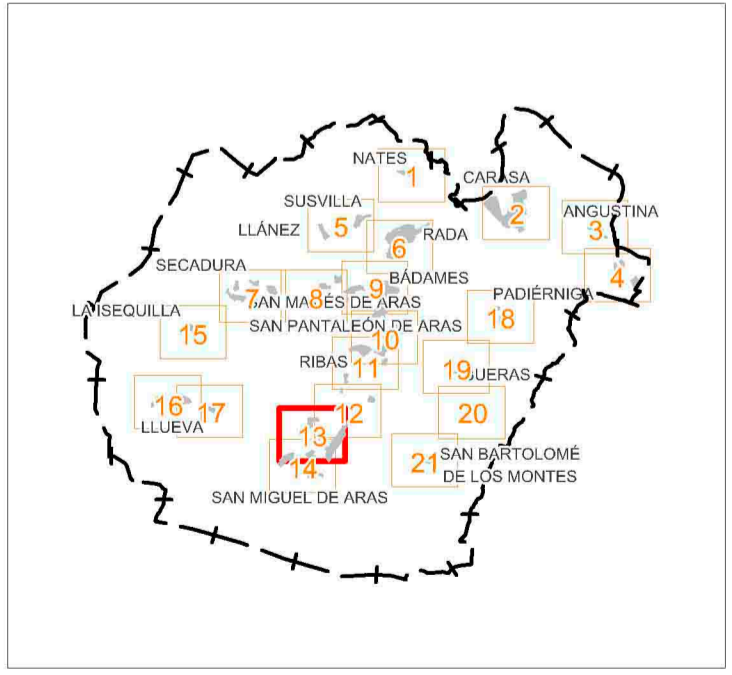 NATES
1
CARASA
2
SUSVILLA
5
LLÁNEZ
ANGUSTINA
3
RADA
6
4
SECADURA
BÁDAMES
7
8
9
SAN MAMÉS DE ARAS
PADIÉRNIGA
LA ISEQUILLA
18
15
SAN PANTALEÓN DE ARAS
10
RIBAS
11
19
BUERAS
16
17
12
20
LLUEVA
13
14
21
SAN BARTOLOMÉ
DE LOS MONTES
SAN MIGUEL DE ARAS